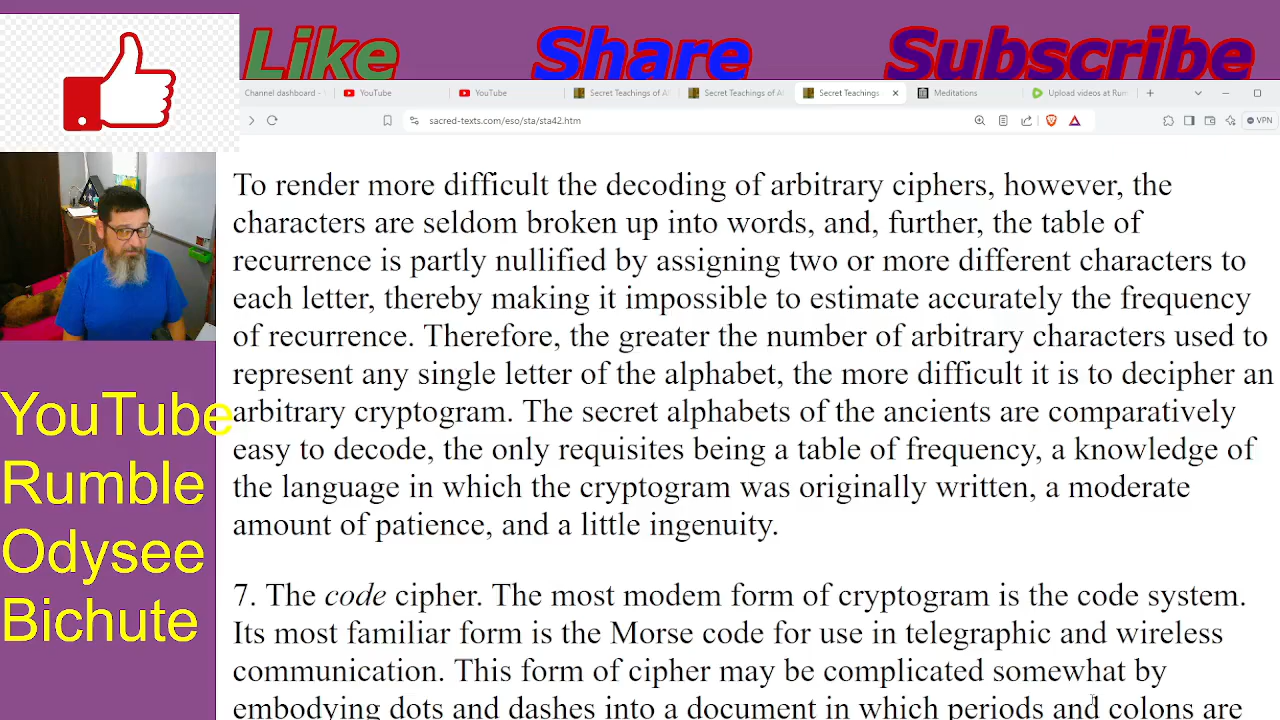 Like
Share
Subscribe
Channel dashboard -
YouTube
YouTube
Secret Teachings of A
Secret Teachings of A
Secret Teachings
Meditations
Upload videos at Rum
sacred-texts.com/eso/sta/sta42.htm
VPN
To render more difficult the decoding of arbitrary ciphers, however, the
characters are seldom broken up into words, and, further, the table of
recurrence is partly nullified by assigning two or more different characters to
each letter, thereby making it impossible to estimate accurately the frequency
of recurrence. Therefore, the greater the number of arbitrary characters used to
represent any single letter of the alphabet, the more difficult it is to decipher an
arbitrary cryptogram. The secret alphabets of the ancients are comparatively
easy to decode, the only requisites being a table of frequency, a knowledge of
the language in which the cryptogram was originally written, a moderate
amount of patience, and a little ingenuity.
7. The code cipher. The most modem form of cryptogram is the code system.
Its most familiar form is the Morse code for use in telegraphic and wireless
communication. This form of cipher may be complicated somewhat by
embodying dots and dashes into a document in which periods and colons are
YouTube
Rumble
Odysee
Bichute